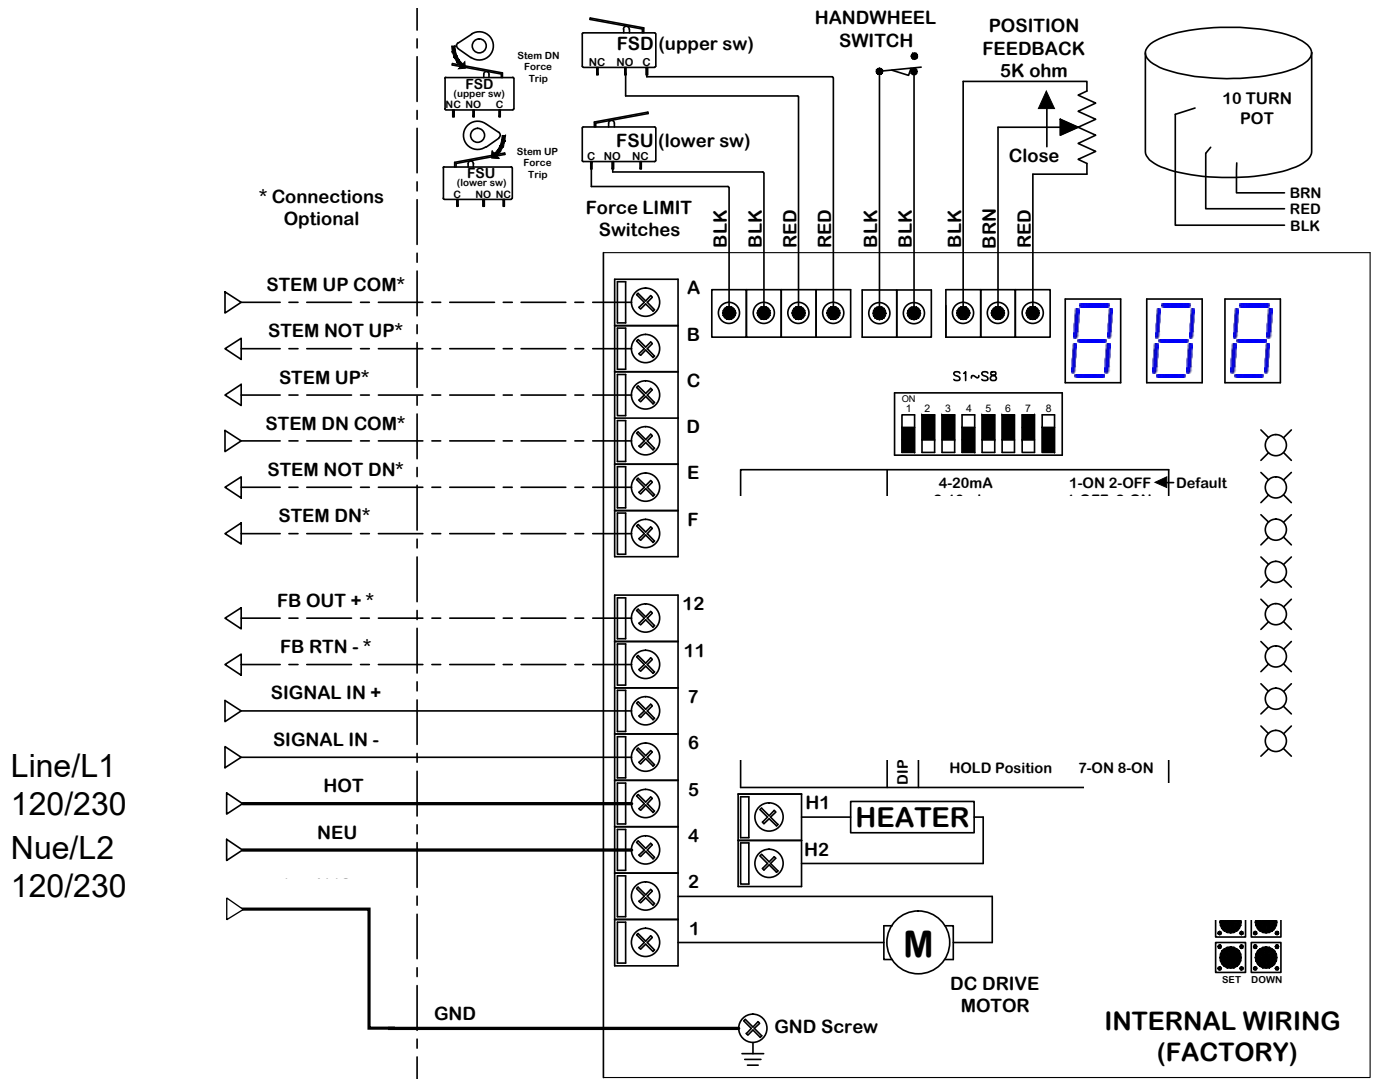 HANDWHEEL
SWITCH
POSITION
FEEDBACK
5K ohm
Close
10 TURN
POT
BRN
RED
BLK
Stem DN
Force
Trip
FSD
(upper sw)
NC NO C
Stem UP
Force
Trip
FSU
(lower sw)
C NO NC
FSD (upper sw)
NC NO C
FSU (lower sw)
C NO NC
Force LIMIT
Switches
* Connections
Optional
BLK BLK RED RED BLK BLK BLK BRN RED
STEM UP COM* A
STEM NOT UP* B
STEM UP* C
STEM DN COM* D
STEM NOT DN* E
STEM DN* F
S1~S8
ON
1 2 3 4 5 6 7 8
4-20mA 1-ON 2-OFF Default
FB OUT + * 12
FB RTN - * 11
SIGNAL IN + 7
SIGNAL IN - 6
HOT 5
NEU 4
2
1
Line/L1
120/230
Nue/L2
120/230
DIP HOLD Position 7-ON 8-ON
H1 HEATER
H2
M
DC DRIVE
MOTOR
SET DOWN
GND
GND Screw
INTERNAL WIRING
(FACTORY)